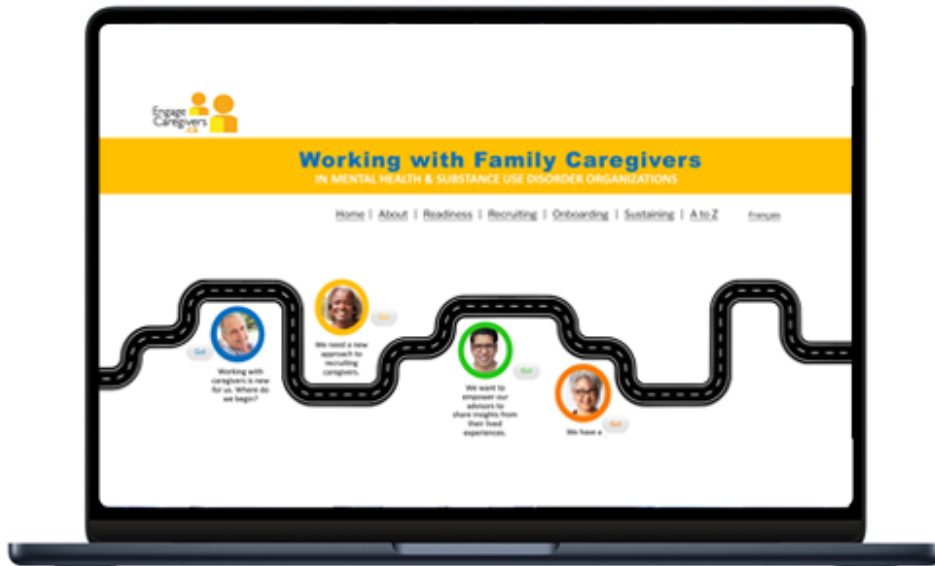 Engage
Caregivers
.ca
Working with Family Caregivers
IN MENTAL HEALTH & SUBSTANCE USE DISORDER ORGANIZATIONS
Home | About | Readiness | Recruiting | Onboarding | Sustaining | A to Z Français
Go!
Working with
caregivers is new
for us. Where do
we begin?
Go!
We need a new
approach to
recruiting
caregivers.
Go!
We want to
empower our
advisors to
share insights from
their lived
experiences.
Go!
We have a